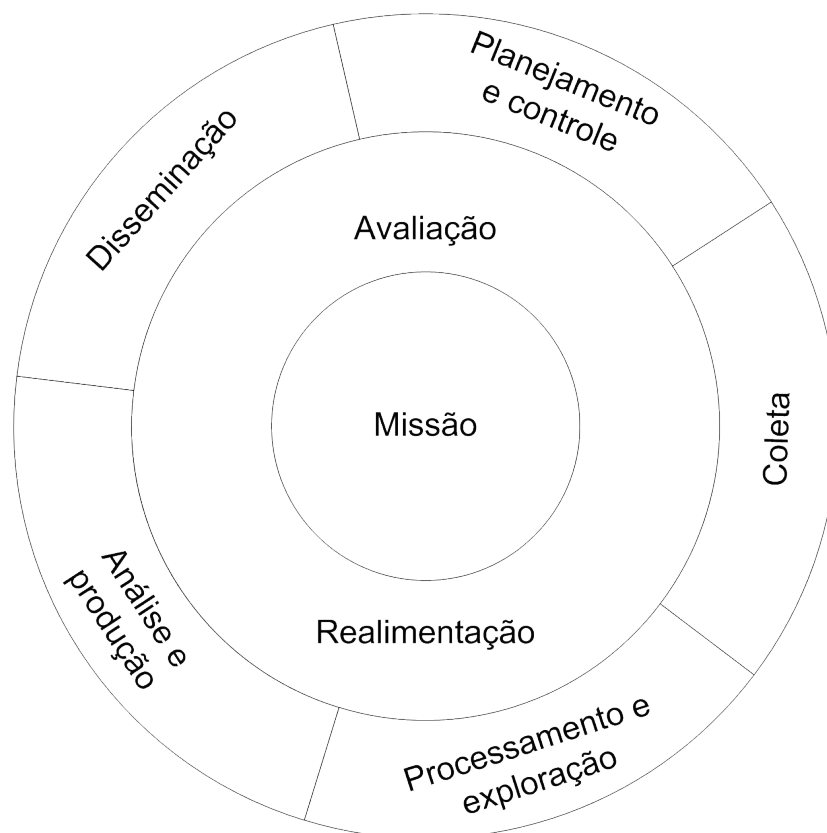 Planejamento
e controle
Disseminação
Avaliação
Missão
Coleta
Análise e
produção
Realimentação
Processamento e
exploração